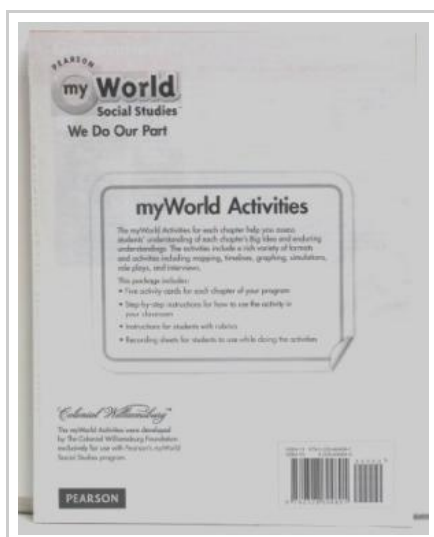 PEARSON
my World
Social Studies™
We Do Our Part
myWorld Activities
The myWorld Activities for each chapter help you assess
students' understanding of each chapter's Big Idea and enduring
understandings. The activities include a rich variety of formats
and activities including mapping, timelines, graphing, simulations,
role plays, and interviews.
This package includes:
• Five activity cards for each chapter of your program
• Step-by-step instructions for how to use the activity in
your classroom
• Instructions for students with rubrics
• Recording sheets for students to use while doing the activities
Colonial Williamsburg™
The myWorld Activities were developed
by The Colonial Williamsburg Foundation
exclusively for use with Pearson's myWorld
Social Studies program.
PEARSON